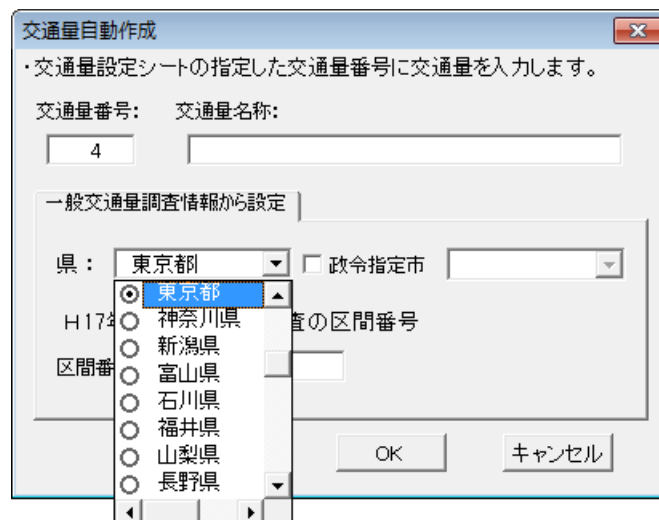 交通量自動作成
・交通量設定シートの指定した交通量番号に交通量を入力します。
交通量番号: 交通量名称:
4
一般交通量調査情報から設定
県： 東京都 政令指定市
東京都
神奈川県
新潟県
富山県
石川県
福井県
山梨県
長野県
H17 査の区間番号
区間番
OK キャンセル